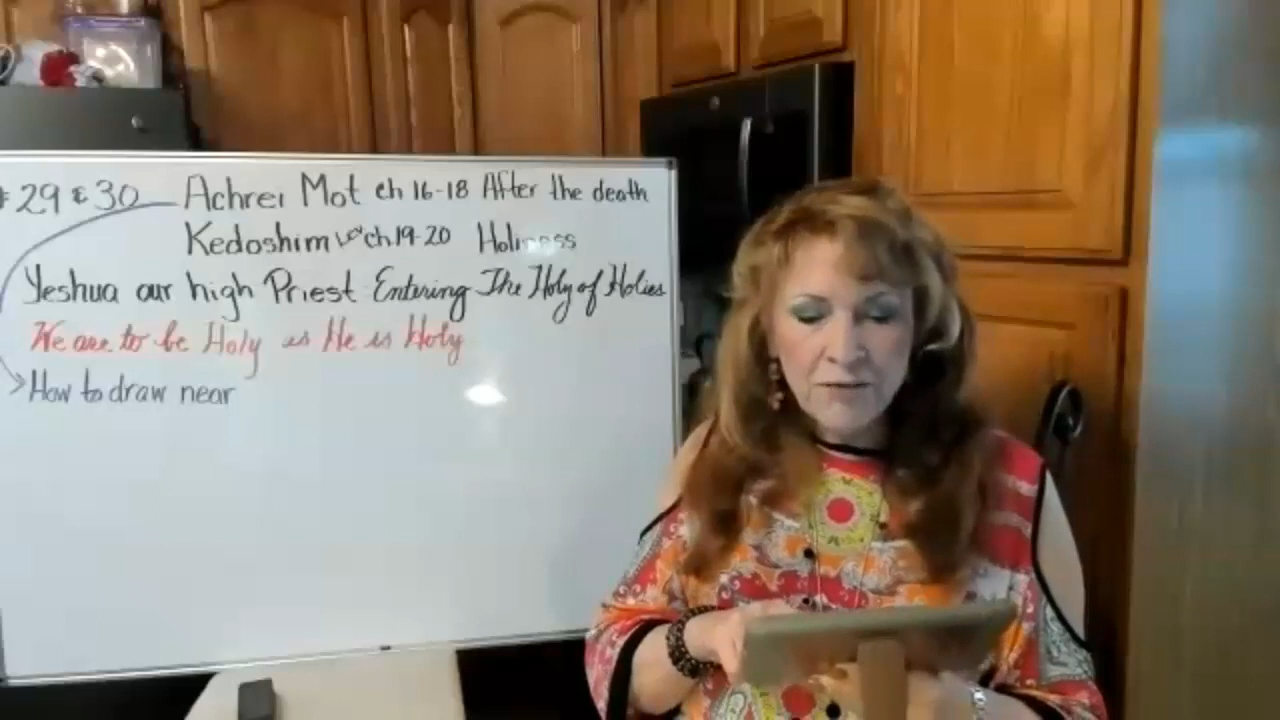 #29 & 30 Achrei Mot ch 16-18 After the death
Kedoshim ch 19-20 Holiness
Yeshua our high Priest Entering The Holy of Holies
We are to be Holy as He is Holy
How to draw near